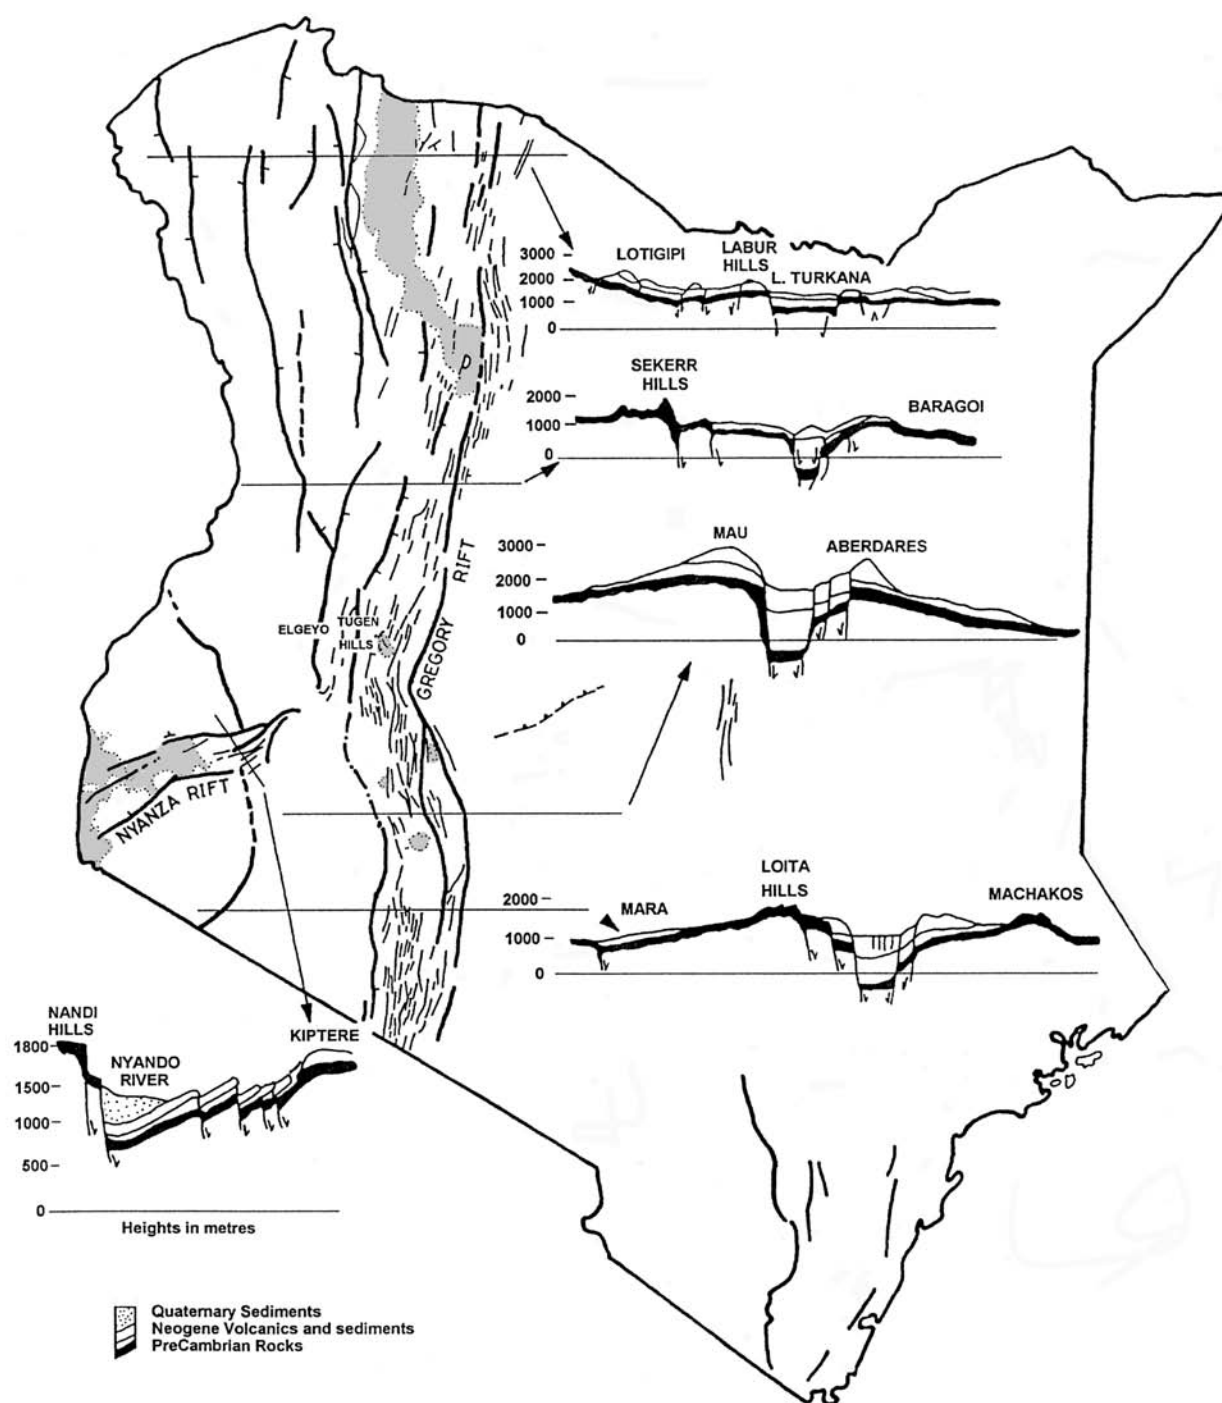 3000
2000
1000
0
LOTIGIPI
LABUR
HILLS
L. TURKANA
SEKERR
HILLS
2000
1000
0
BARAGOI
MAU
ABERDARES
3000
2000
1000
0
GREGORY RIFT
ELGEYO
TUGEN
HILLS
NYANZA RIFT
LOITA
HILLS
MACHAKOS
MARA
2000
1000
0
NANDI
HILLS
NYANDO
RIVER
KIPTERE
1800
1500
1000
500
0
Heights in metres
Quaternary Sediments
Neogene Volcanics and sediments
PreCambrian Rocks